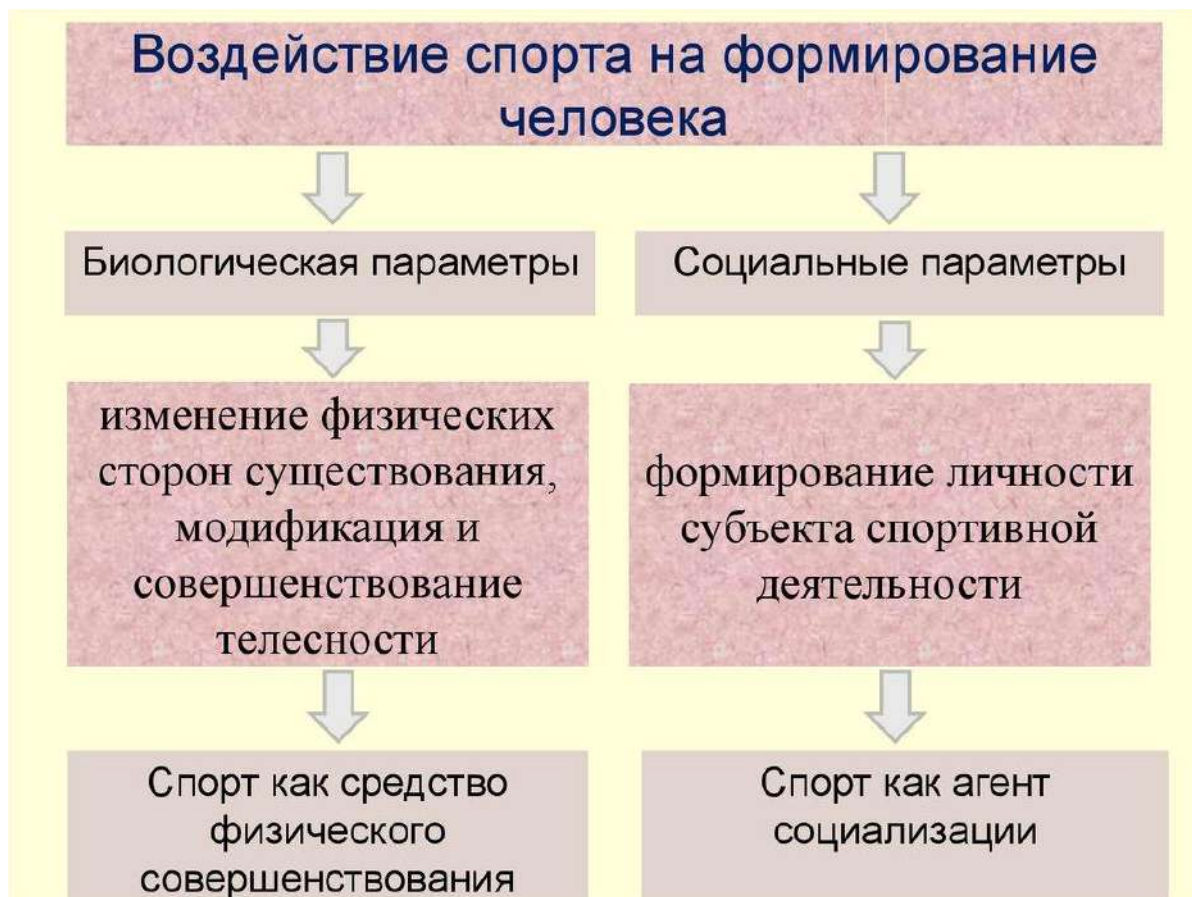 Воздействие спорта на формирование
человека
Биологическая параметры
Социальные параметры
изменение физических
сторон существования,
модификация и
совершенствование
телесности
формирование личности
субъекта спортивной
деятельности
Спорт как средство
физического
совершенствования
Спорт как агент
социализации